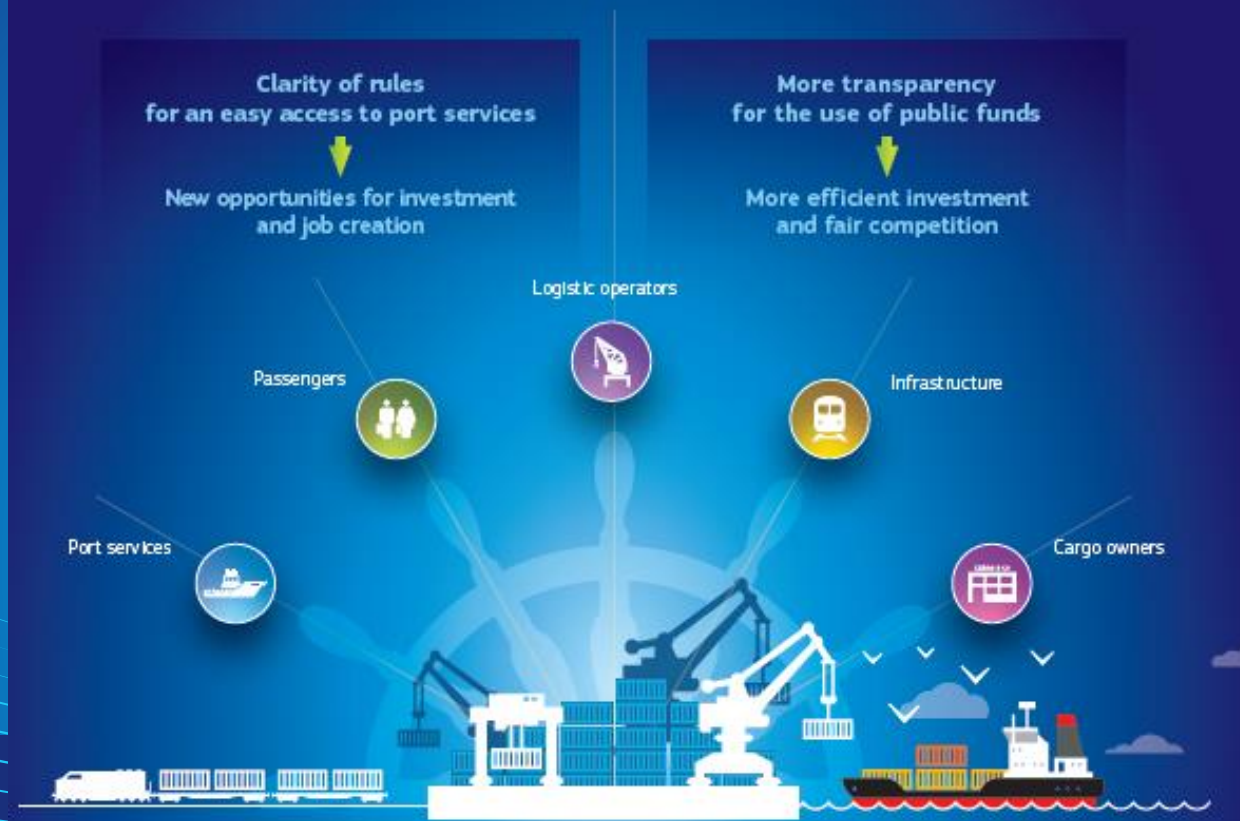 Clarity of rules
for an easy access to port services
New opportunities for investment
and job creation
More transparency
for the use of public funds
More efficient investment
and fair competition
Logistic operators
Passengers
Infrastructure
Port services
Cargo owners